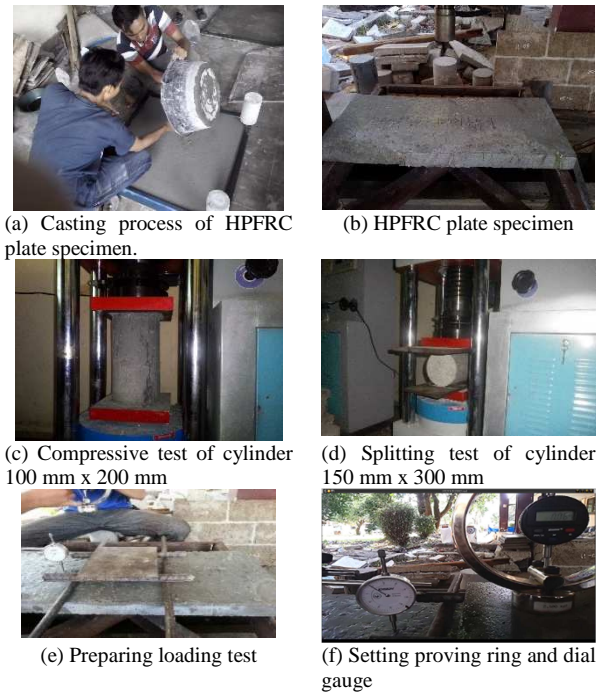 (a) Casting process of HPFRC
plate specimen.
(b) HPFRC plate specimen
(c) Compressive test of cylinder
100 mm x 200 mm
(d) Splitting test of cylinder
150 mm x 300 mm
(e) Preparing loading test
(f) Setting proving ring and dial
gauge